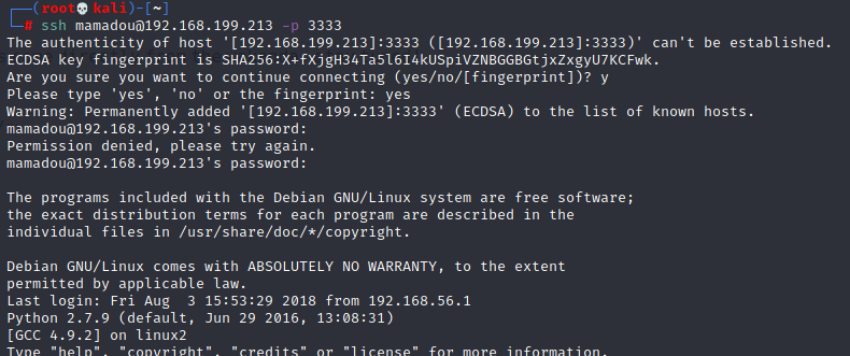 (root💀kali)-[~]
# ssh mamadou@192.168.199.213 -p 3333
The authenticity of host '[192.168.199.213]:3333 ([192.168.199.213]:3333)' can't be established.
ECDSA key fingerprint is SHA256:X+fXjgH34Ta5l6I4kUSpiVZNBGGBGtjxZxgyU7KCFwk.
Are you sure you want to continue connecting (yes/no/[fingerprint])? y
Please type 'yes', 'no' or the fingerprint: yes
Warning: Permanently added '[192.168.199.213]:3333' (ECDSA) to the list of known hosts.
mamadou@192.168.199.213's password:
Permission denied, please try again.
mamadou@192.168.199.213's password:
The programs included with the Debian GNU/Linux system are free software;
the exact distribution terms for each program are described in the
individual files in /usr/share/doc/*/copyright.
Debian GNU/Linux comes with ABSOLUTELY NO WARRANTY, to the extent
permitted by applicable law.
Last login: Fri Aug  3 15:53:29 2018 from 192.168.56.1
Python 2.7.9 (default, Jun 29 2016, 13:08:31)
[GCC 4.9.2] on linux2
Type "help", "copyright", "credits" or "license" for more information.